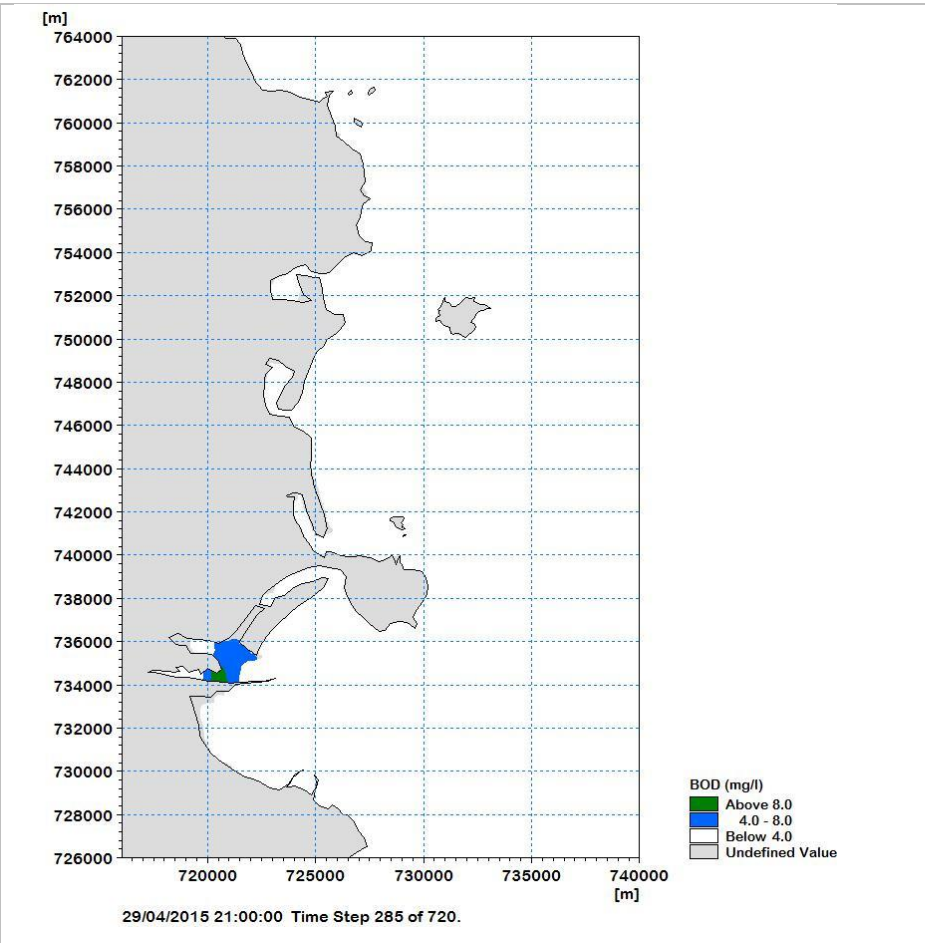 [m]
764000
762000
760000
758000
756000
754000
752000
750000
748000
746000
744000
742000
740000
738000
736000
734000
732000
730000
728000
726000
720000 725000 730000 735000 740000
[m]
BOD (mg/l)
Above 8.0
4.0 - 8.0
Below 4.0
Undefined Value
29/04/2015 21:00:00 Time Step 285 of 720.